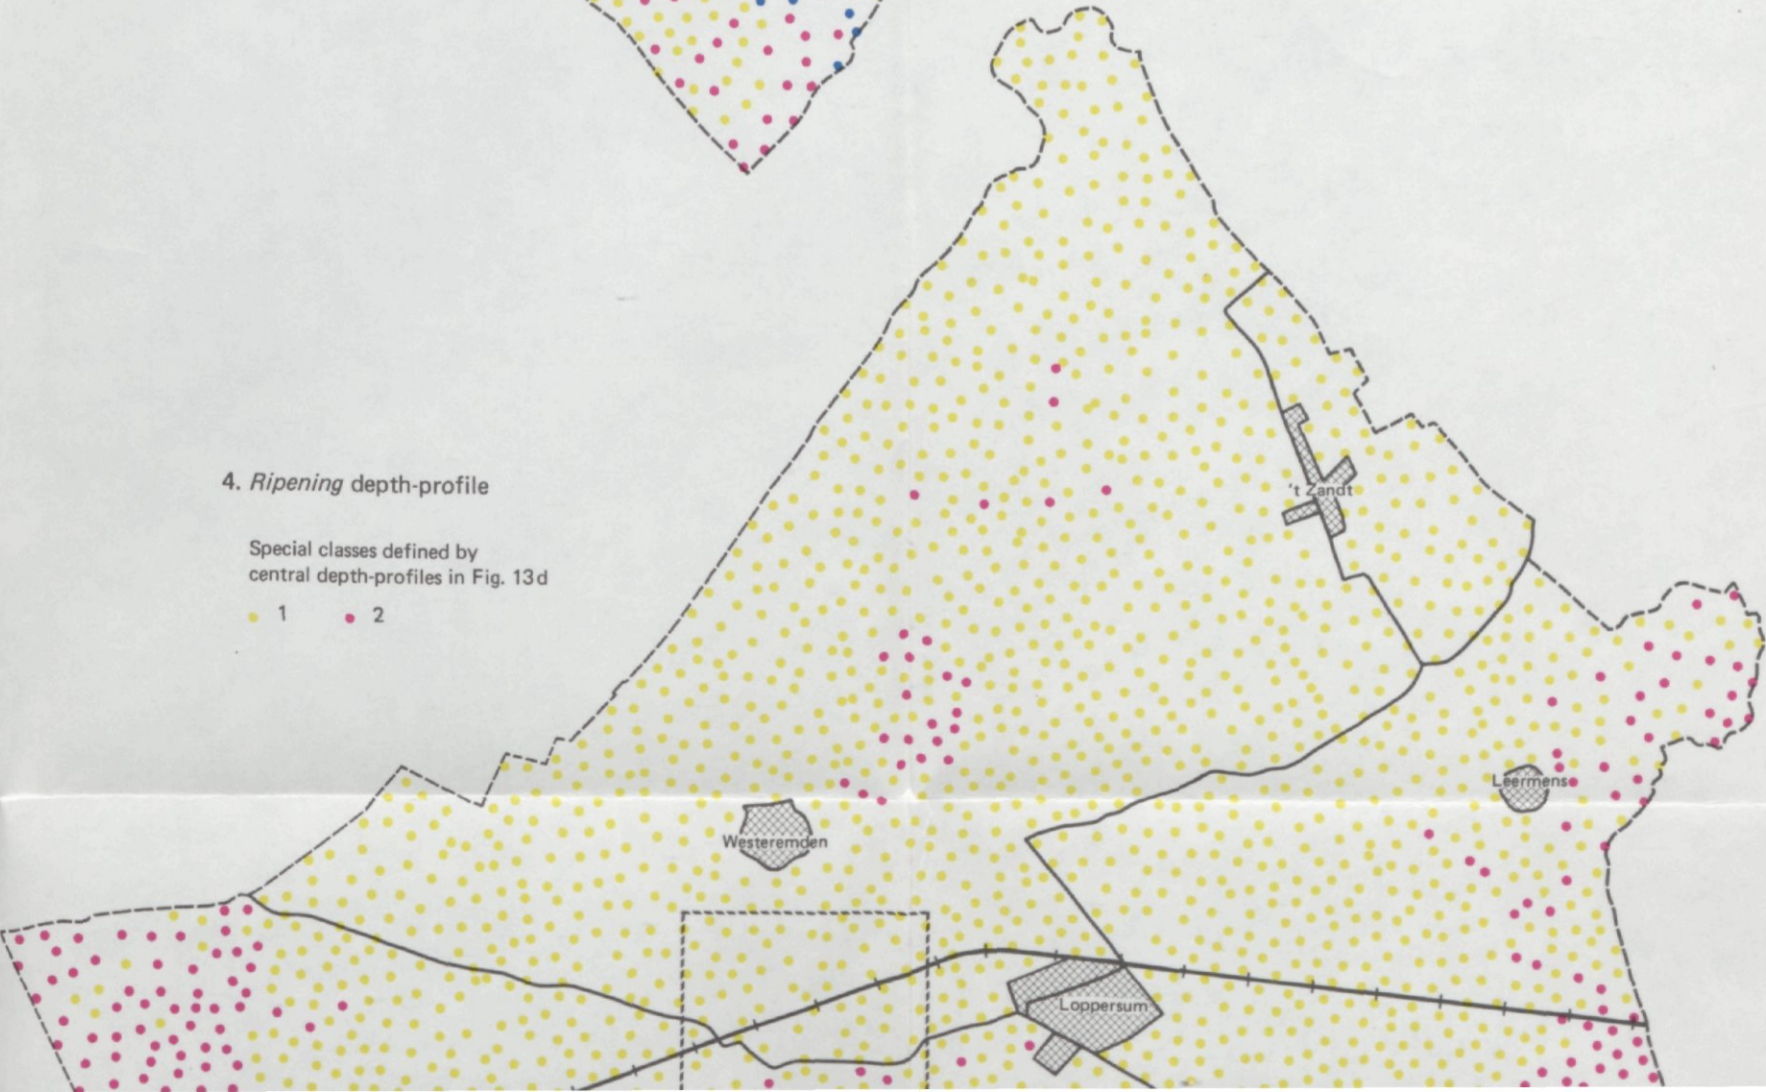 4. Ripening depth-profile
Special classes defined by
central depth-profiles in Fig. 13d
1 2
't Zandt
Leermens
Westeremden
Loppersum